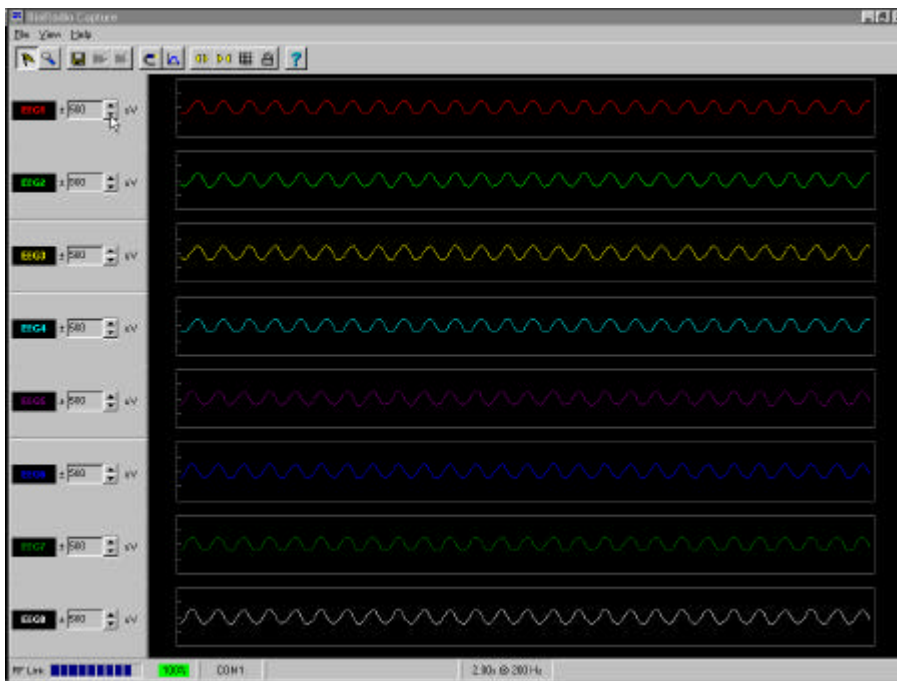 BioRadio Capture
File View Help
EEG1 ± 500 uV
EEG2 ± 500 uV
EEG3 ± 500 uV
EEG4 ± 500 uV
EEG5 ± 500 uV
EEG6 ± 500 uV
EEG7 ± 500 uV
EEG8 ± 500 uV
RF Link 100% COM1 2.00s @ 200 Hz